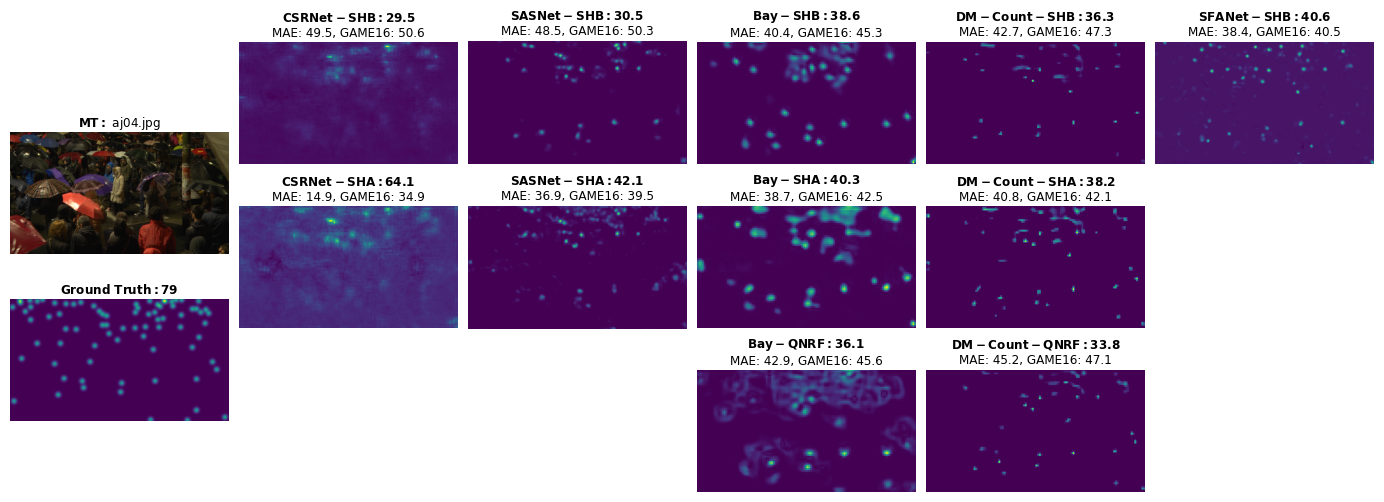 MT: aj04.jpg
Ground Truth: 79
CSRNet − SHB: 29.5
MAE: 49.5, GAME16: 50.6
SASNet − SHB: 30.5
MAE: 48.5, GAME16: 50.3
Bay − SHB: 38.6
MAE: 40.4, GAME16: 45.3
DM − Count − SHB: 36.3
MAE: 42.7, GAME16: 47.3
SFANet − SHB: 40.6
MAE: 38.4, GAME16: 40.5
CSRNet − SHA: 64.1
MAE: 14.9, GAME16: 34.9
SASNet − SHA: 42.1
MAE: 36.9, GAME16: 39.5
Bay − SHA: 40.3
MAE: 38.7, GAME16: 42.5
DM − Count − SHA: 38.2
MAE: 40.8, GAME16: 42.1
Bay − QNRF: 36.1
MAE: 42.9, GAME16: 45.6
DM − Count − QNRF: 33.8
MAE: 45.2, GAME16: 47.1